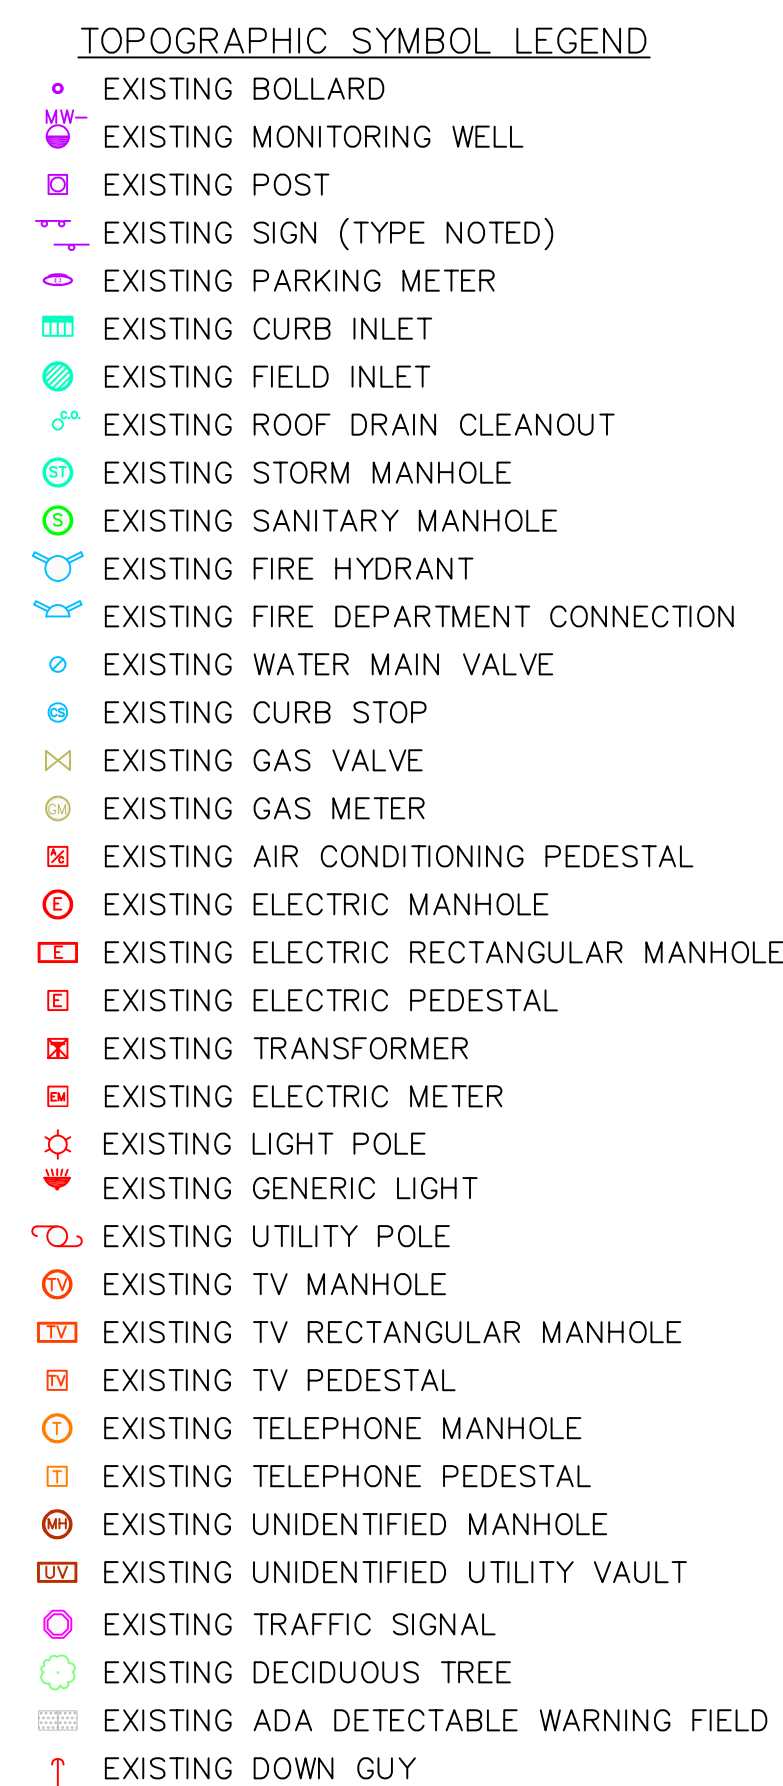 TOPOGRAPHIC SYMBOL LEGEND
EXISTING BOLLARD
MW-
EXISTING MONITORING WELL
EXISTING POST
EXISTING SIGN (TYPE NOTED)
EXISTING PARKING METER
EXISTING CURB INLET
EXISTING FIELD INLET
C.O. EXISTING ROOF DRAIN CLEANOUT
ST EXISTING STORM MANHOLE
S EXISTING SANITARY MANHOLE
EXISTING FIRE HYDRANT
EXISTING FIRE DEPARTMENT CONNECTION
EXISTING WATER MAIN VALVE
CS EXISTING CURB STOP
EXISTING GAS VALVE
GM EXISTING GAS METER
EXISTING AIR CONDITIONING PEDESTAL
E EXISTING ELECTRIC MANHOLE
E EXISTING ELECTRIC RECTANGULAR MANHOLE
E EXISTING ELECTRIC PEDESTAL
T EXISTING TRANSFORMER
EM EXISTING ELECTRIC METER
EXISTING LIGHT POLE
EXISTING GENERIC LIGHT
EXISTING UTILITY POLE
TV EXISTING TV MANHOLE
TV EXISTING TV RECTANGULAR MANHOLE
TV EXISTING TV PEDESTAL
T EXISTING TELEPHONE MANHOLE
T EXISTING TELEPHONE PEDESTAL
MH EXISTING UNIDENTIFIED MANHOLE
UV EXISTING UNIDENTIFIED UTILITY VAULT
EXISTING TRAFFIC SIGNAL
EXISTING DECIDUOUS TREE
EXISTING ADA DETECTABLE WARNING FIELD
EXISTING DOWN GUY